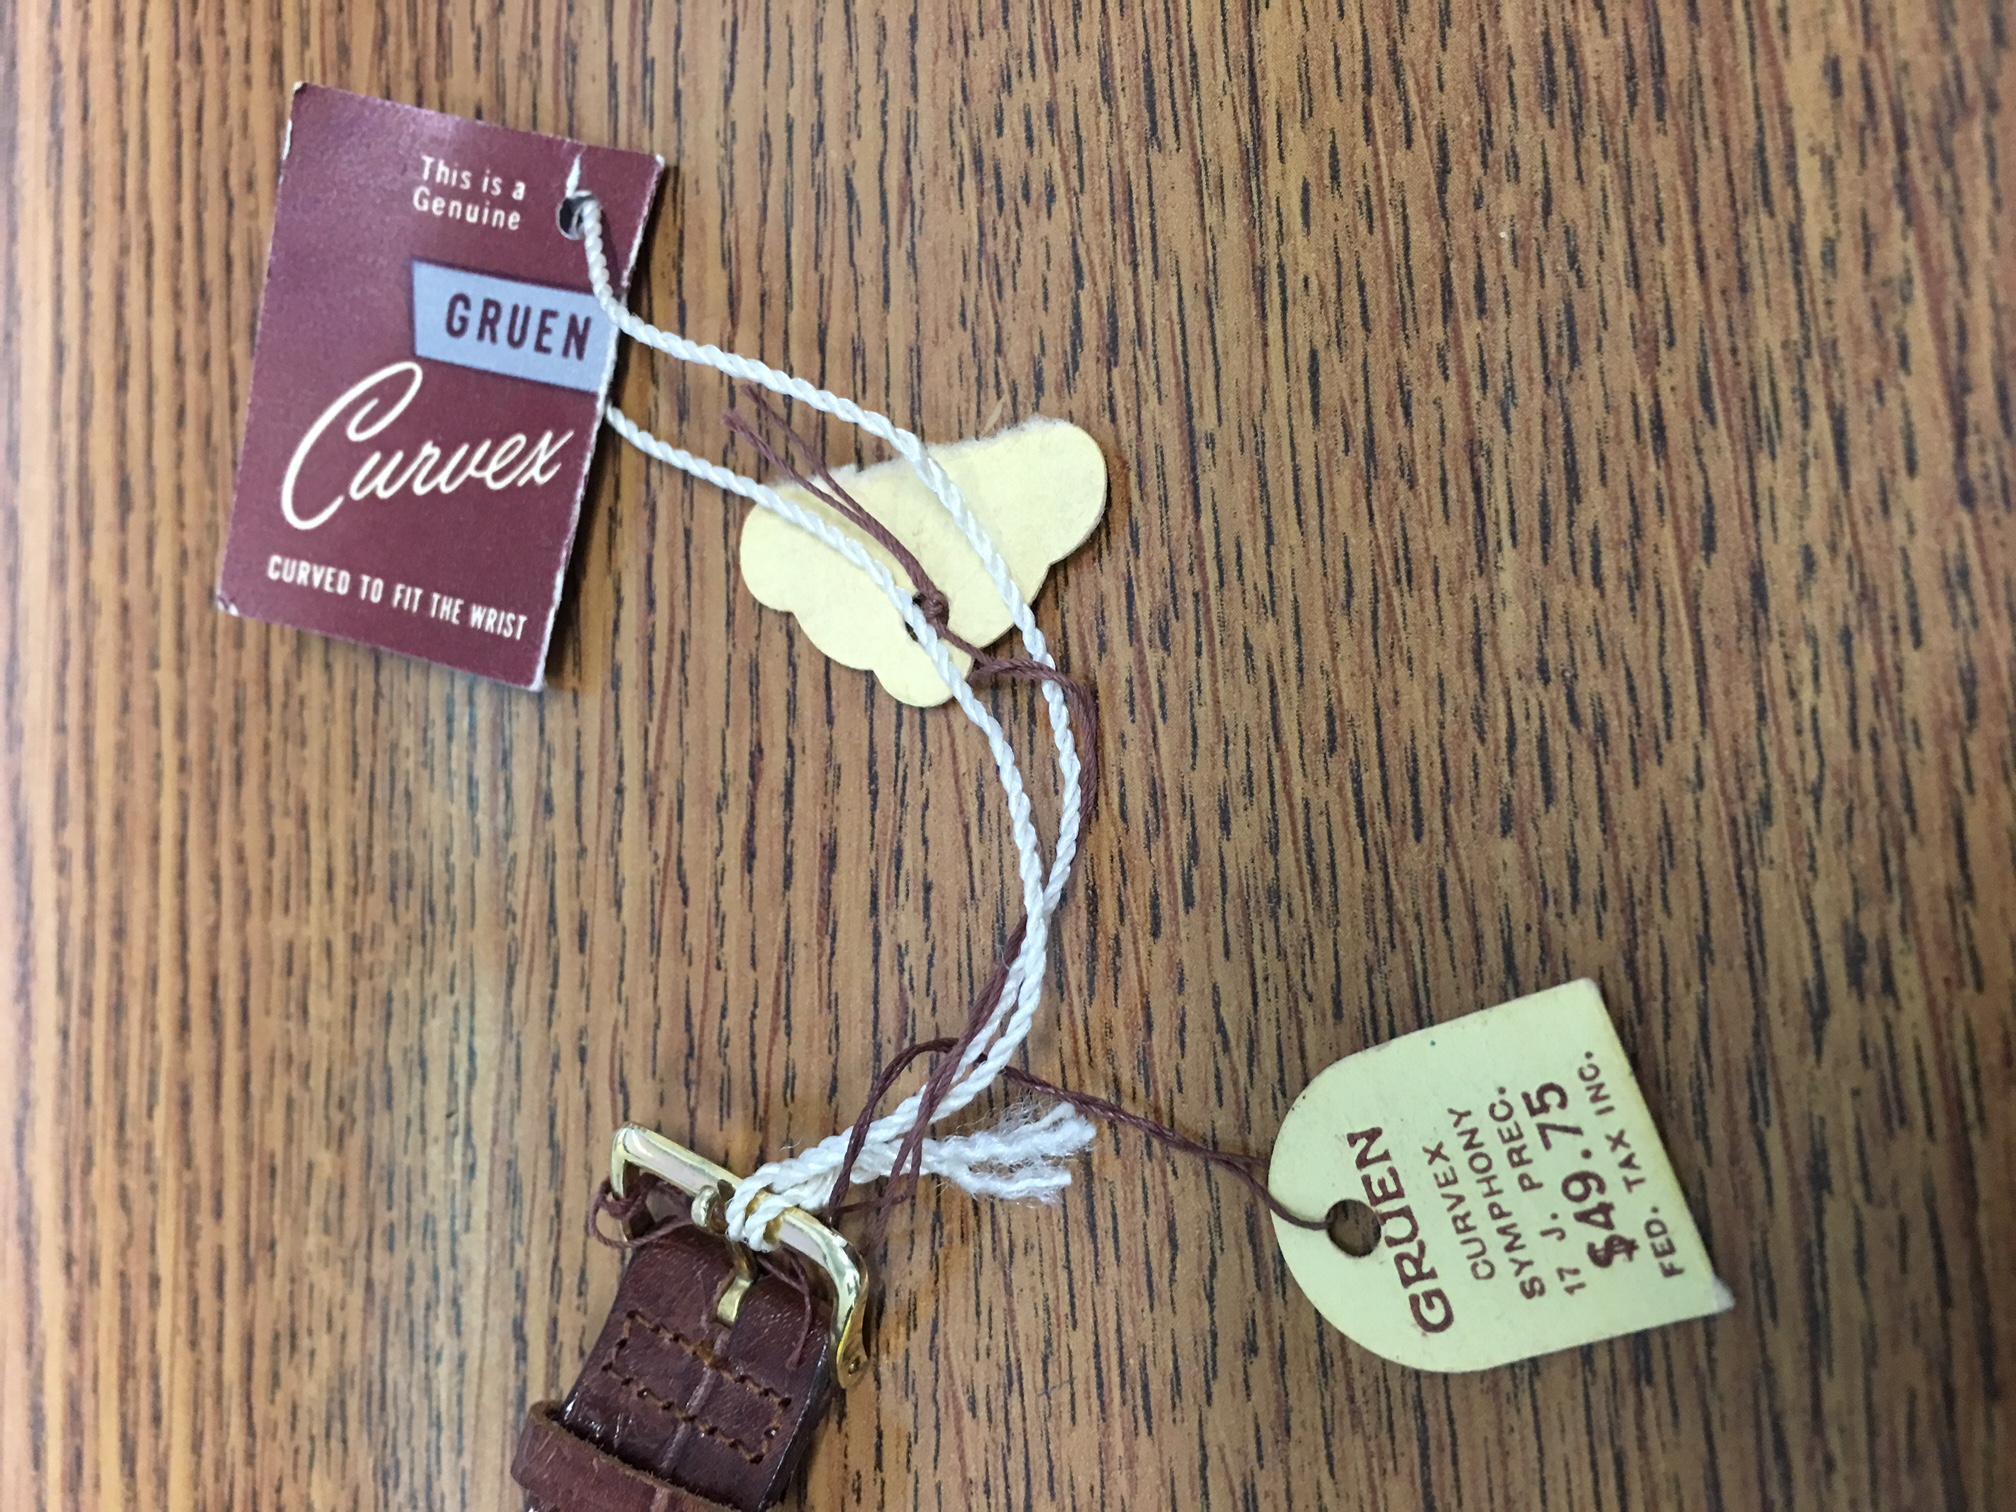 This is a
Genuine
GRUEN
Curvex
CURVED TO FIT THE WRIST
GRUEN
CURVEX
SYMPHONY
17 J. PREC.
$49.75
FED. TAX INC.